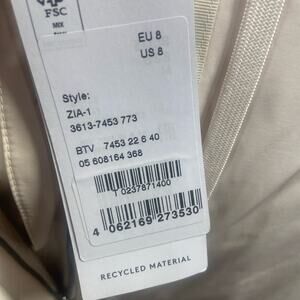 FSC
MIX
EU 8
US 8
Style:
ZIA-1
3613-7453 773
BTV 7453 22 6 40
05 608164 368
1 0237871400
4 062169 273530
RECYCLED MATERIAL